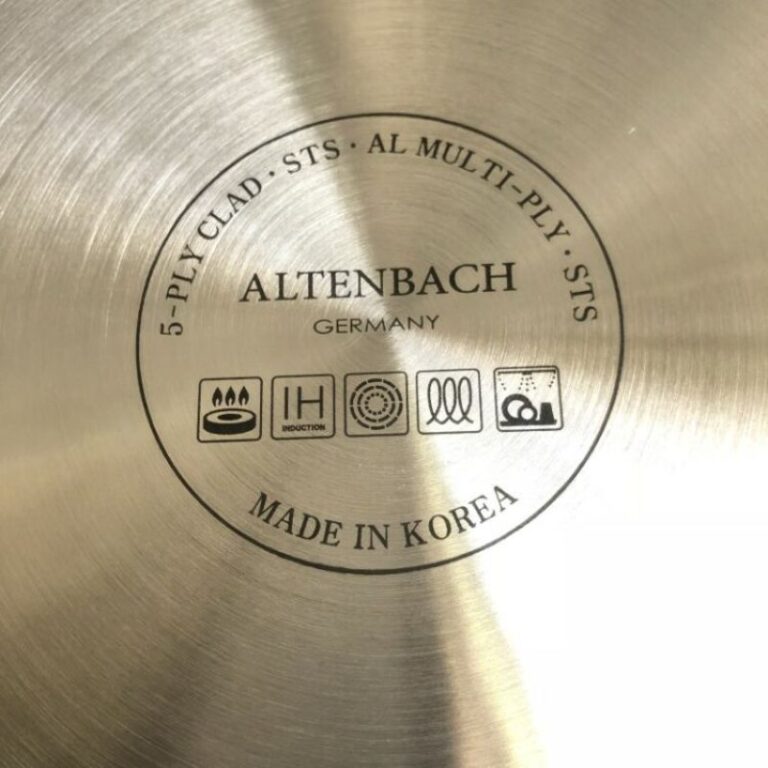 5-PLY CLAD · STS · AL MULTI-PLY · STS
ALTENBACH
GERMANY
IH
INDUCTION
MADE IN KOREA